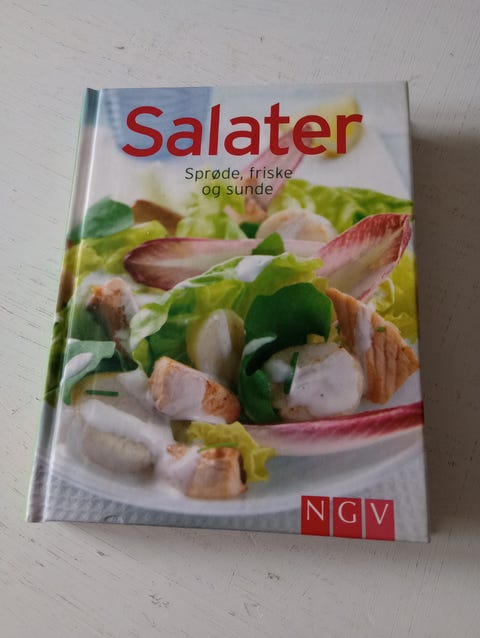 Salater
Sprøde, friske
og sunde
NGV